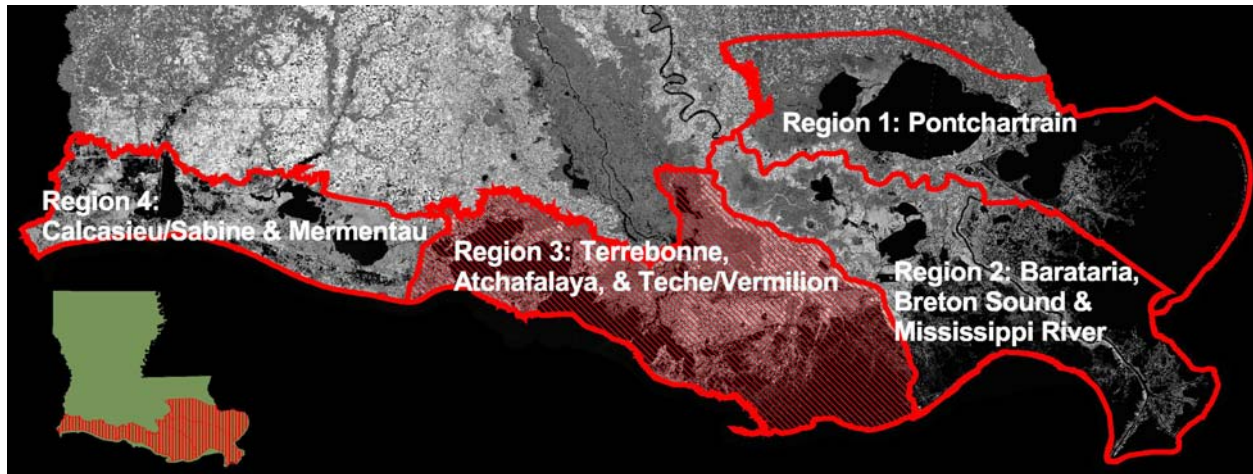 Region 1: Pontchartrain
Region 4:
Calcasieu/Sabine & Mermentau
Region 3: Terrebonne,
Atchafalaya, & Teche/Vermilion
Region 2: Barataria,
Breton Sound &
Mississippi River